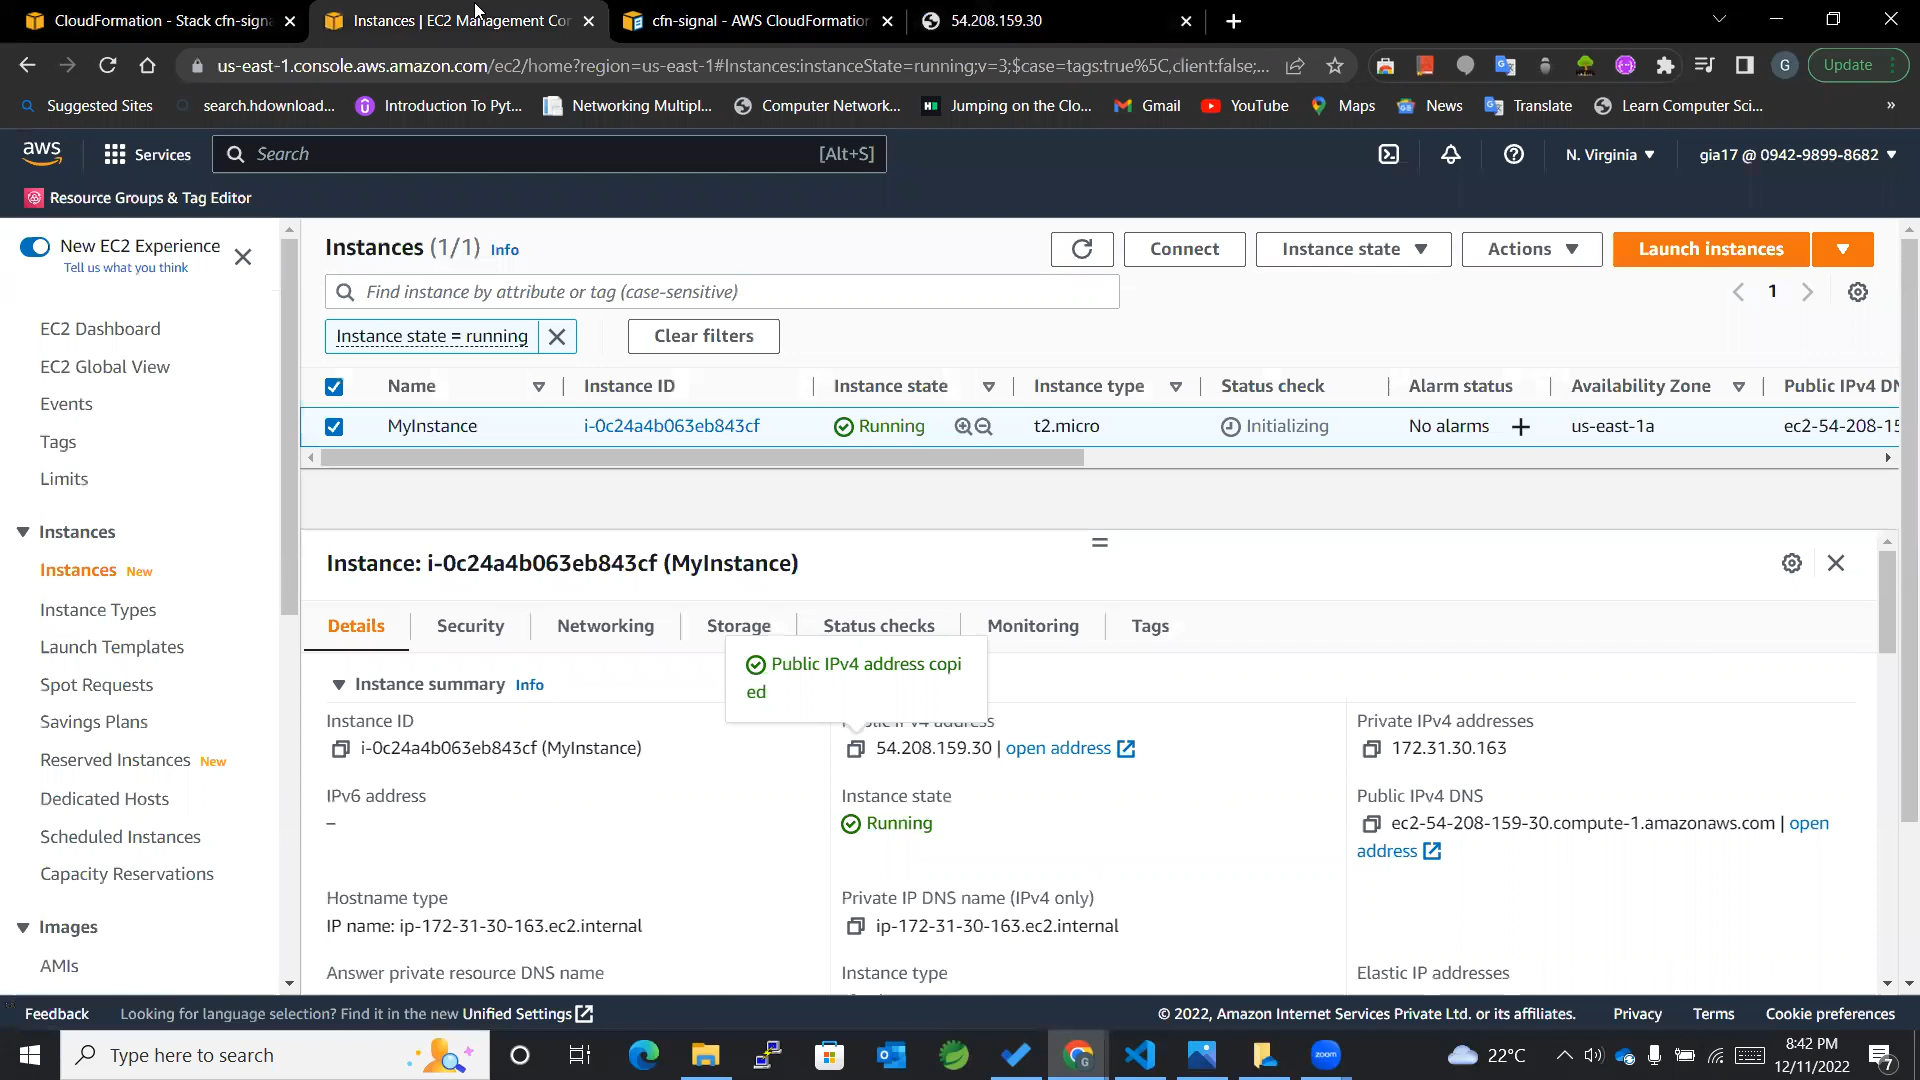 CloudFormation - Stack cfn-signa
Instances | EC2 Management Con
cfn-signal - AWS CloudFormation
54.208.159.30
us-east-1.console.aws.amazon.com/ec2/home?region=us-east-1#Instances:instanceState=running;v=3;$case=tags:true%5C,client:false;...
G
Update
Suggested Sites
search.hdownload...
Introduction To Pyt...
Networking Multipl...
Computer Network...
Jumping on the Clo...
Gmail
YouTube
Maps
News
Translate
Learn Computer Sci...
»
aws
Services
Search
[Alt+S]
N. Virginia
gia17 @ 0942-9899-8682
Resource Groups & Tag Editor
New EC2 Experience
Tell us what you think
EC2 Dashboard
EC2 Global View
Events
Tags
Limits
Instances
Instances New
Instance Types
Launch Templates
Spot Requests
Savings Plans
Reserved Instances New
Dedicated Hosts
Scheduled Instances
Capacity Reservations
Images
AMIs
Instances (1/1) Info
Connect
Instance state
Actions
Launch instances
Find instance by attribute or tag (case-sensitive)
1
Instance state = running
Clear filters
Name
Instance ID
Instance state
Instance type
Status check
Alarm status
Availability Zone
Public IPv4 DN
MyInstance
i-0c24a4b063eb843cf
Running
t2.micro
Initializing
No alarms
us-east-1a
ec2-54-208-15
Instance: i-0c24a4b063eb843cf (MyInstance)
Details
Security
Networking
Storage
Status checks
Monitoring
Tags
Public IPv4 address copi
ed
Instance summary Info
Instance ID
i-0c24a4b063eb843cf (MyInstance)
Public IPv4 address
54.208.159.30 | open address
Private IPv4 addresses
172.31.30.163
IPv6 address
–
Instance state
Running
Public IPv4 DNS
ec2-54-208-159-30.compute-1.amazonaws.com | open
address
Hostname type
IP name: ip-172-31-30-163.ec2.internal
Private IP DNS name (IPv4 only)
ip-172-31-30-163.ec2.internal
Answer private resource DNS name
Instance type
Elastic IP addresses
Feedback
Looking for language selection? Find it in the new Unified Settings
© 2022, Amazon Internet Services Private Ltd. or its affiliates.
Privacy
Terms
Cookie preferences
Type here to search
zoom
22°C
8:42 PM
12/11/2022
7